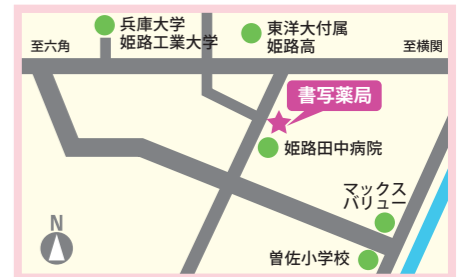 兵庫大学
姫路工業大学
東洋大付属
姫路高
至六角
至横関
書写薬局
姫路田中病院
マックス
バリュー
曽佐小学校
N